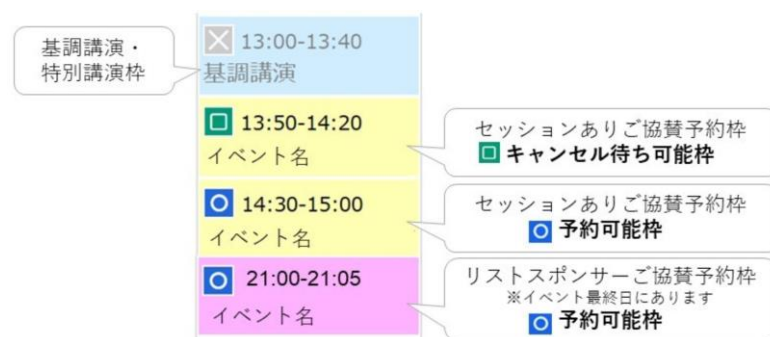 基調講演・
特別講演枠
13:00-13:40
基調講演
13:50-14:20
イベント名
セッションありご協賛予約枠
キャンセル待ち可能枠
14:30-15:00
イベント名
セッションありご協賛予約枠
予約可能枠
21:00-21:05
イベント名
リストスポンサーご協賛予約枠
※イベント最終日にあります
予約可能枠